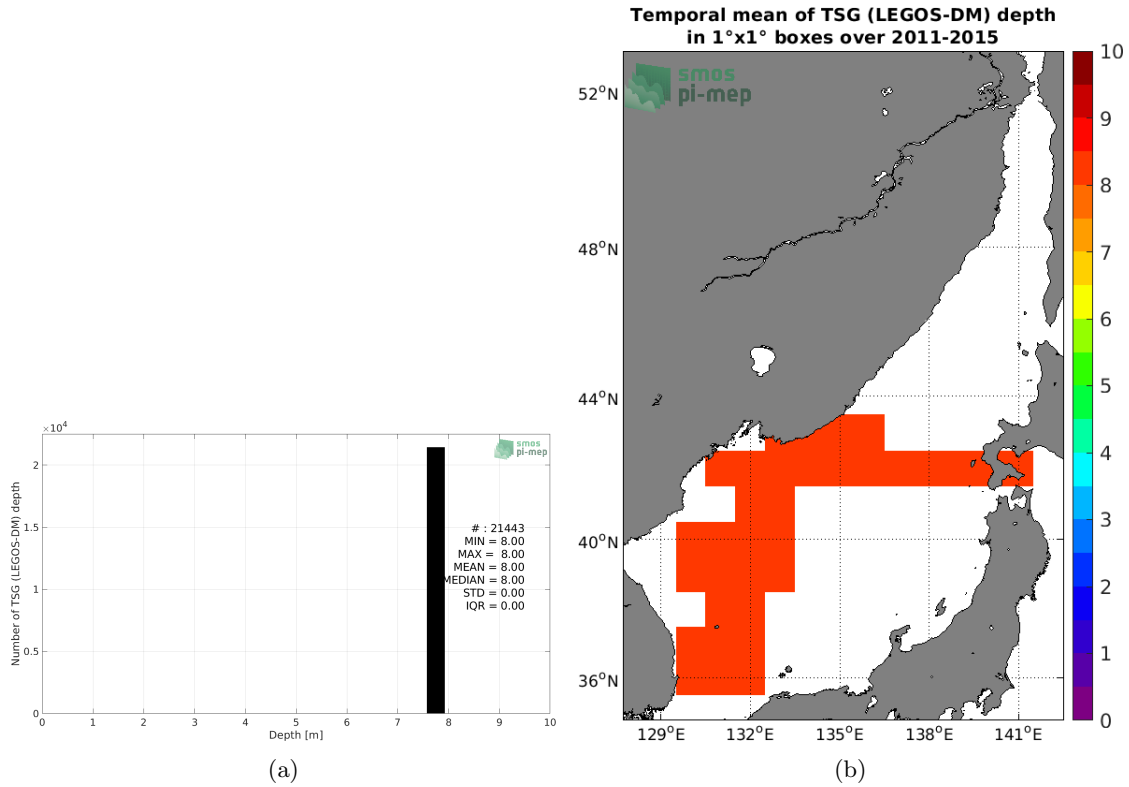 Temporal mean of TSG (LEGOS-DM) depth
in 1°x1° boxes over 2011-2015
smos
pi-mep
52°N
48°N
44°N
40°N
36°N
129°E
132°E
135°E
138°E
141°E
10
9
8
7
6
5
4
3
2
1
0
(b)
×10⁴
2
1.5
1
0.5
0
Number of TSG (LEGOS-DM) depth
smos
pi-mep
# : 21443
MIN = 8.00
MAX = 8.00
MEAN = 8.00
MEDIAN = 8.00
STD = 0.00
IQR = 0.00
0 1 2 3 4 5 6 7 8 9 10
Depth [m]
(a)